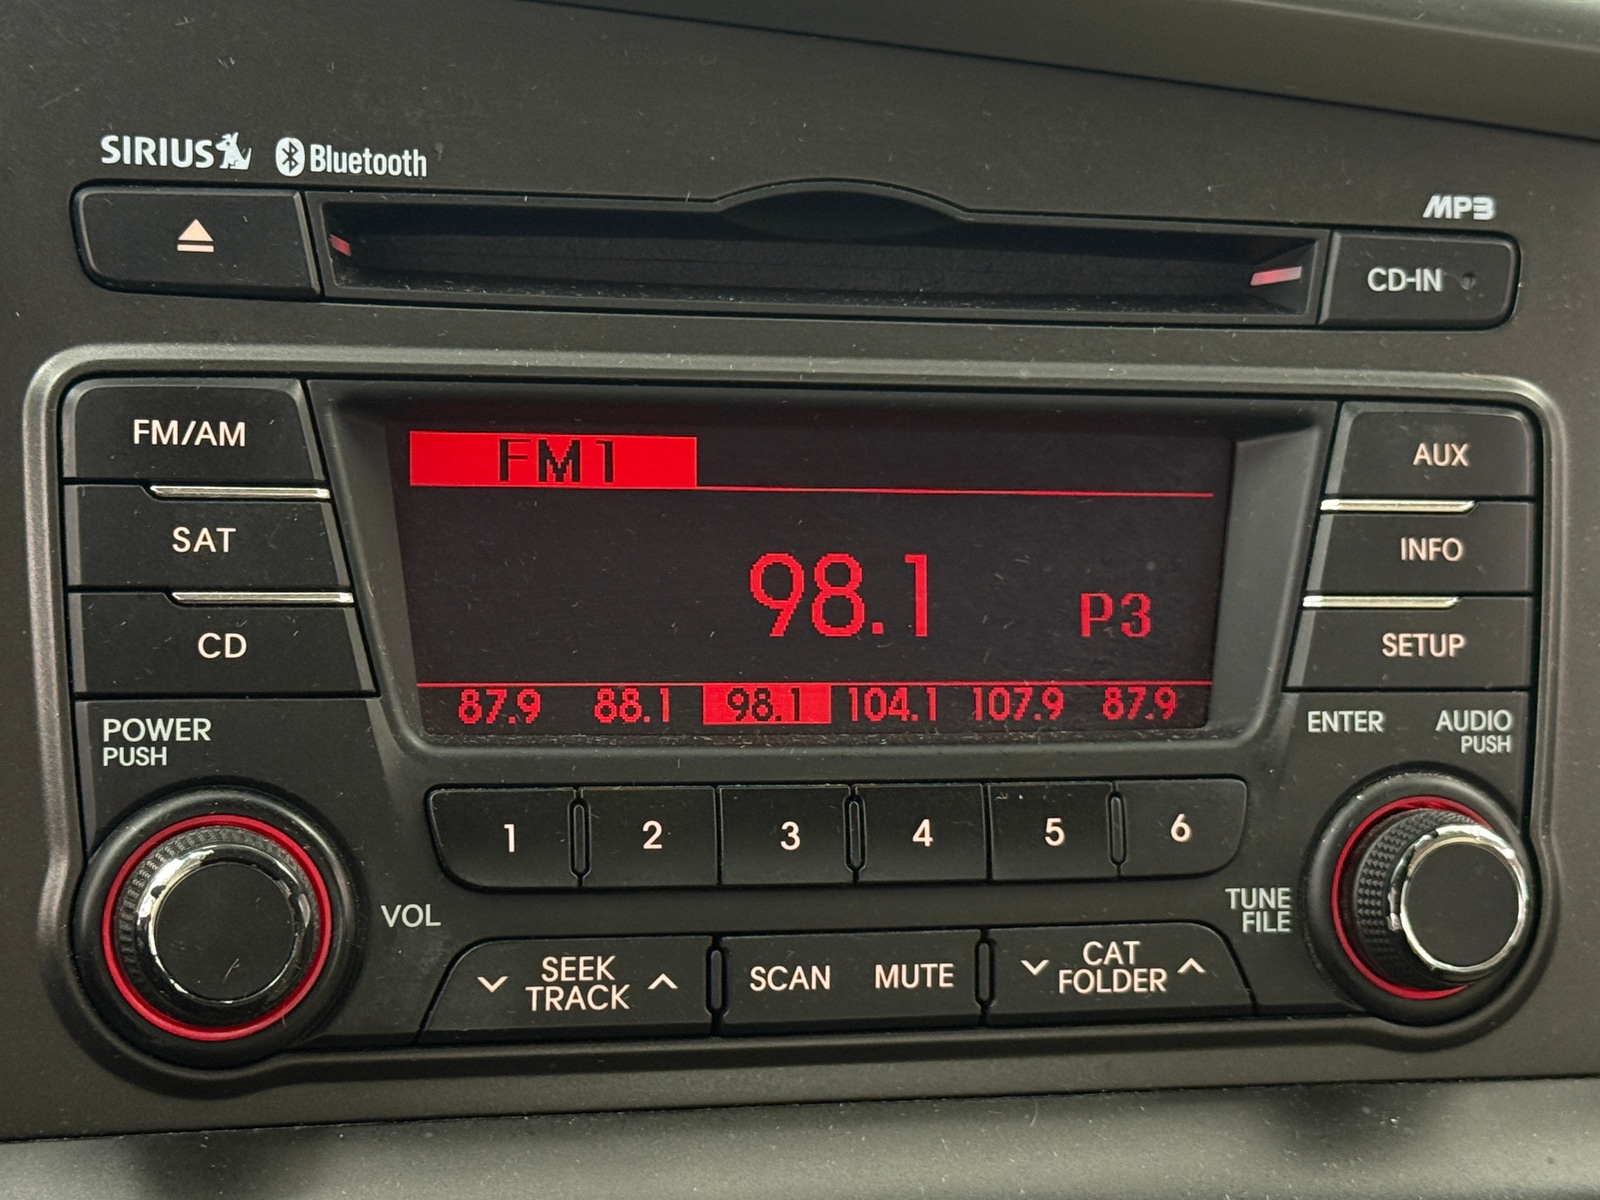 SIRIUS Bluetooth
MP3
CD-IN
FM/AM
SAT
CD
FM1
98.1 P3
87.9 88.1 98.1 104.1 107.9 87.9
AUX
INFO
SETUP
POWER
PUSH
ENTER
AUDIO
PUSH
1 2 3 4 5 6
VOL
TUNE
FILE
SEEK
TRACK
SCAN MUTE
CAT
FOLDER